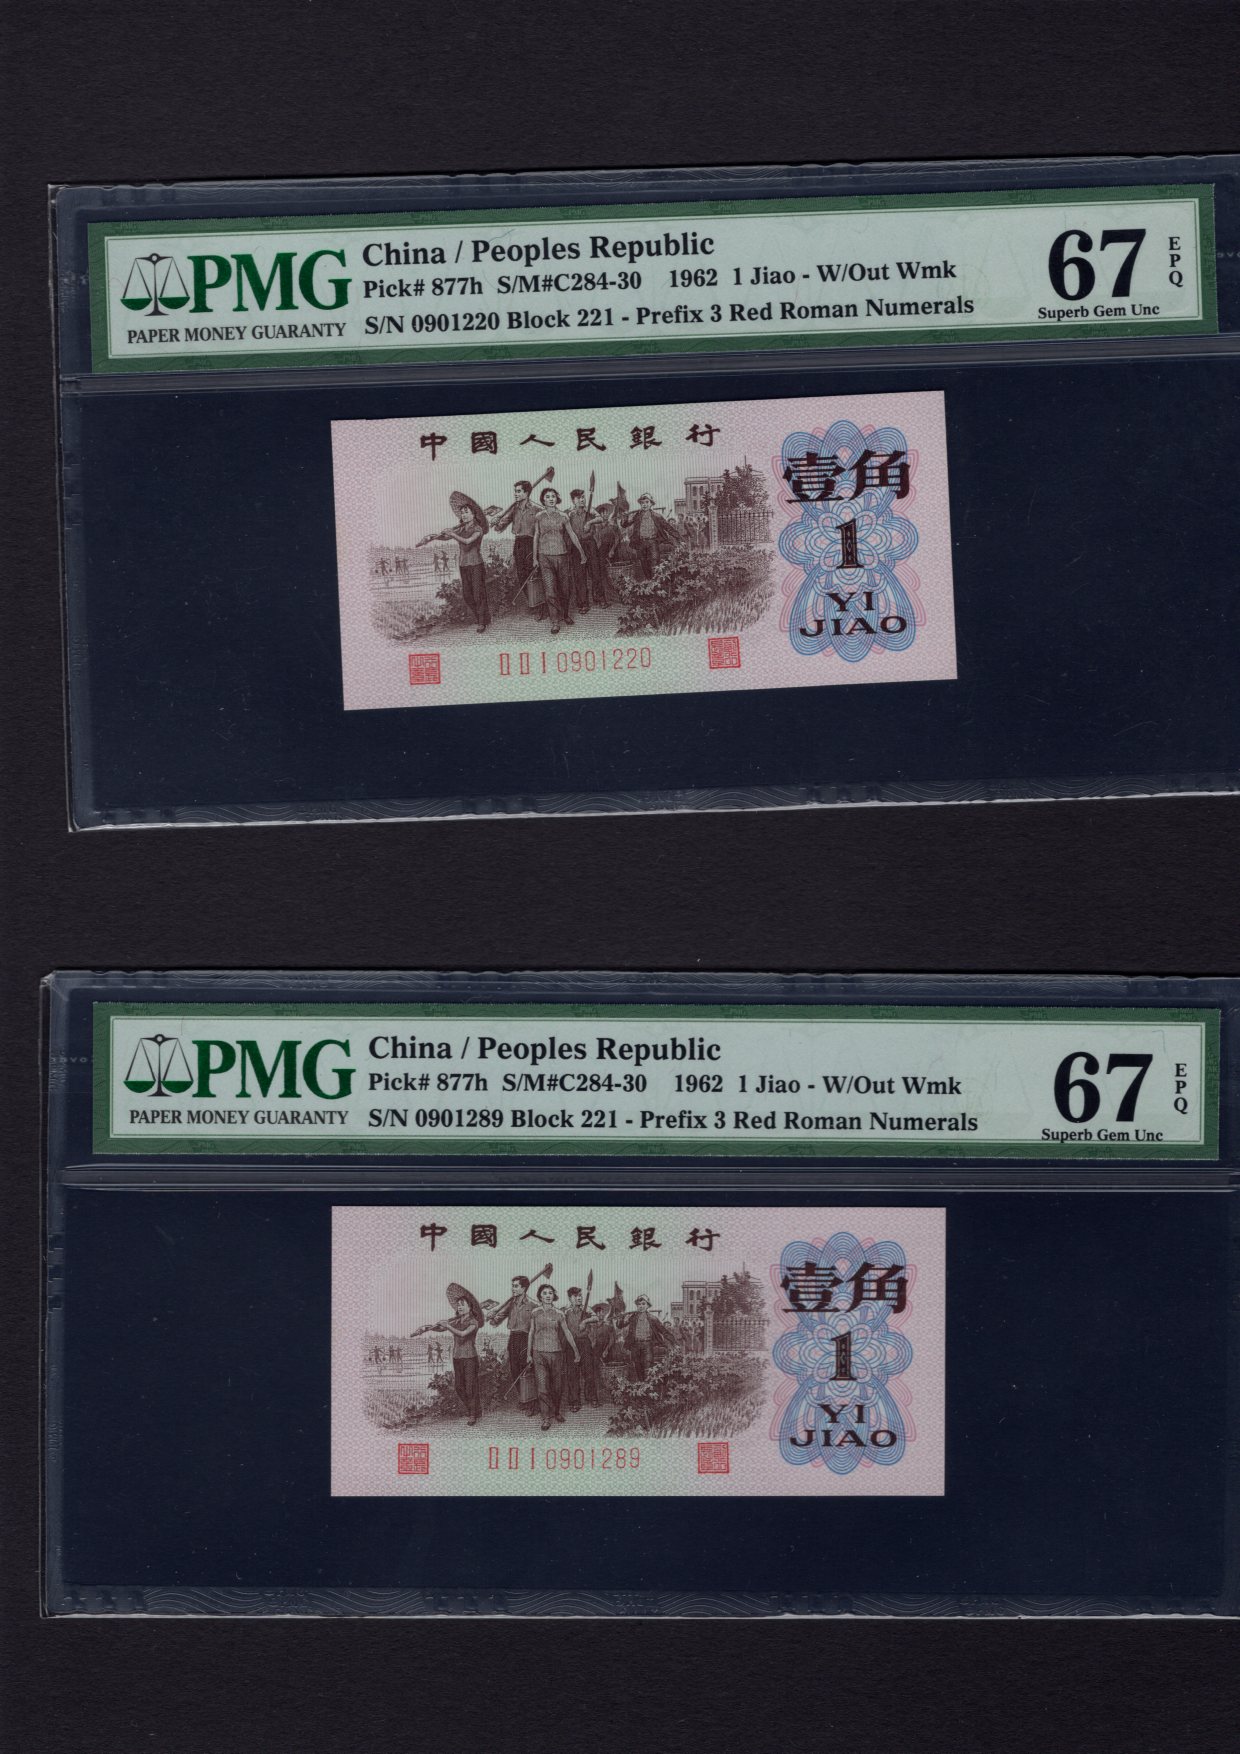 PMG
PAPER MONEY GUARANTY
China / Peoples Republic
Pick# 877h S/M#C284-30 1962 1 Jiao - W/Out Wmk
S/N 0901220 Block 221 - Prefix 3 Red Roman Numerals
67
EPQ
Superb Gem Unc
中國人民銀行
壹角
1
YI
JIAO
II II I 0901220
PMG
PAPER MONEY GUARANTY
China / Peoples Republic
Pick# 877h S/M#C284-30 1962 1 Jiao - W/Out Wmk
S/N 0901289 Block 221 - Prefix 3 Red Roman Numerals
67
EPQ
Superb Gem Unc
中國人民銀行
壹角
1
YI
JIAO
II II I 0901289